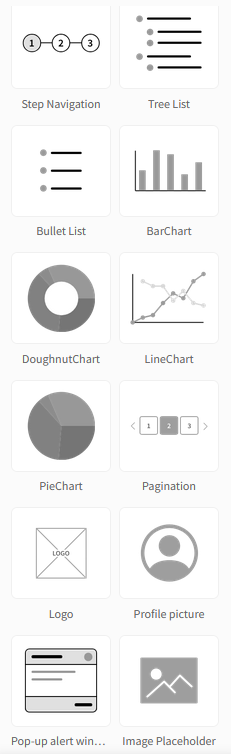 1 2 3
Step Navigation
Tree List
Bullet List
BarChart
DoughnutChart
LineChart
PieChart
1 2 3
Pagination
LOGO
Logo
Profile picture
Pop-up alert win...
Image Placeholder